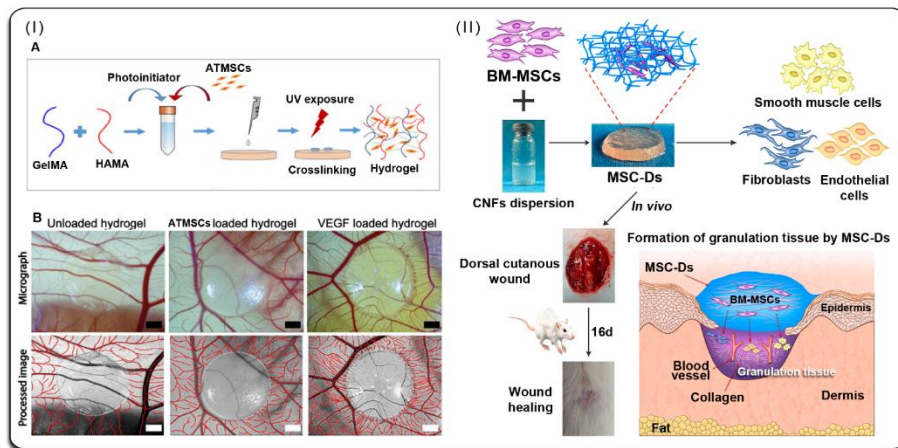 (I)
A
Photoinitiator
ATMSCs
GelMA
+
HAMA
UV exposure
Crosslinking
Hydrogel
B
Unloaded hydrogel
ATMSCs loaded hydrogel
VEGF loaded hydrogel
Micrograph
Processed image
(II)
BM-MSCs
+
CNFs dispersion
MSC-Ds
Smooth muscle cells
Fibroblasts
Endothelial
cells
In vivo
Dorsal cutaneous
wound
16d
Wound
healing
Formation of granulation tissue by MSC-Ds
MSC-Ds
BM-MSCs
Epidermis
Blood
vessel
Granulation tissue
Collagen
Dermis
Fat